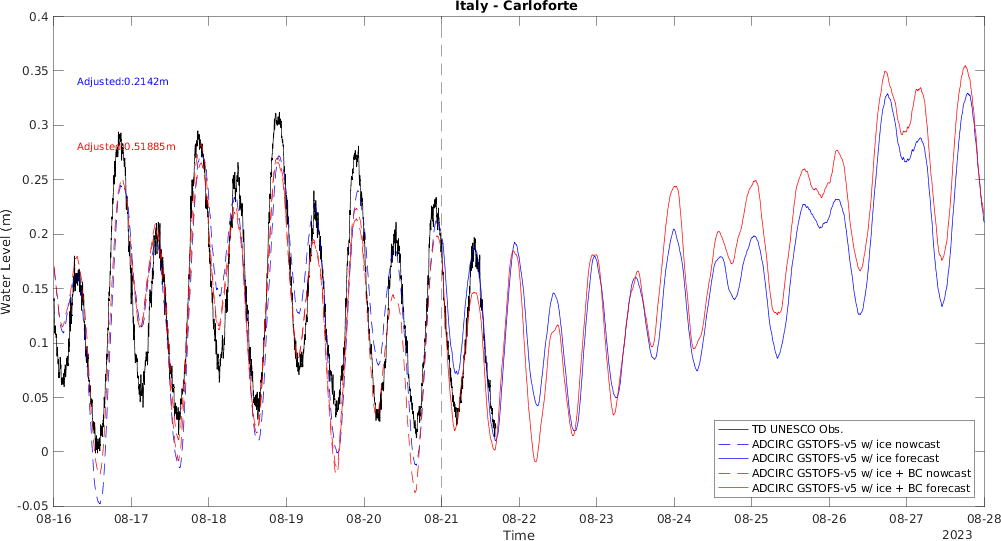 Italy - Carloforte
0.4
0.35
0.3
0.25
0.2
0.15
0.1
0.05
0
-0.05
Water Level (m)
Adjusted:0.2142m
Adjusted:0.51885m
TD UNESCO Obs.
ADCIRC GSTOFS-v5 w/ ice nowcast
ADCIRC GSTOFS-v5 w/ ice forecast
ADCIRC GSTOFS-v5 w/ ice + BC nowcast
ADCIRC GSTOFS-v5 w/ ice + BC forecast
08-16 08-17 08-18 08-19 08-20 08-21 08-22 08-23 08-24 08-25 08-26 08-27 08-28
Time
2023